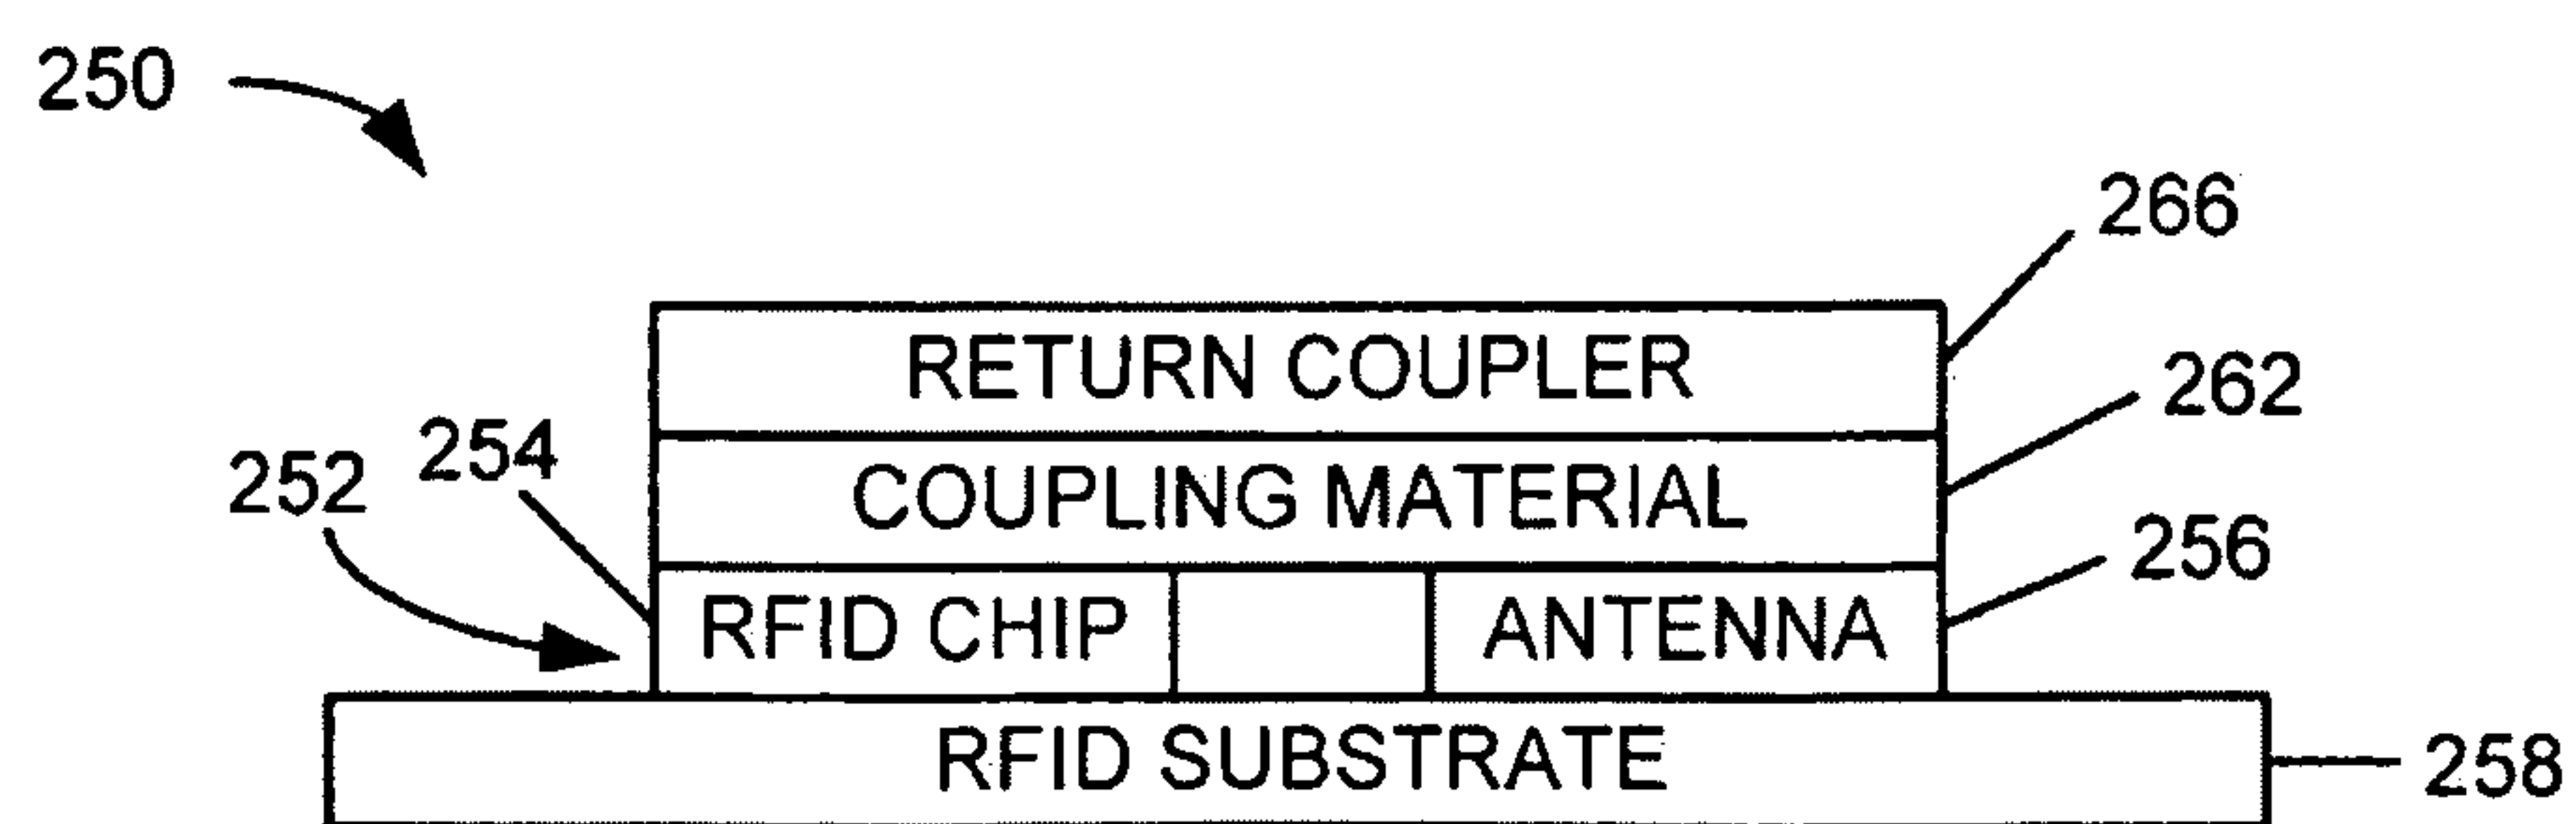 250
266
RETURN COUPLER
262
254
252
COUPLING MATERIAL
256
RFID CHIP
ANTENNA
RFID SUBSTRATE
258